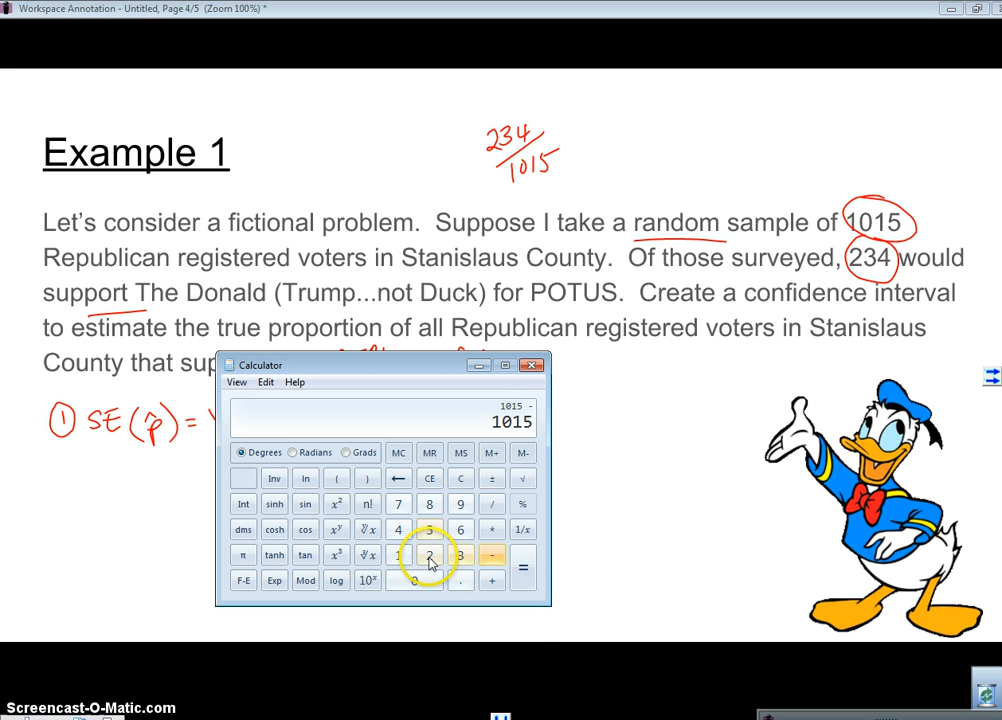 Workspace Annotation - Untitled, Page 4/5 (Zoom 100%) *
234/1015
Example 1
Let's consider a fictional problem. Suppose I take a random sample of 1015
Republican registered voters in Stanislaus County. Of those surveyed, 234 would
support The Donald (Trump...not Duck) for POTUS. Create a confidence interval
to estimate the true proportion of all Republican registered voters in Stanislaus
County that sup
① SE(p̂) =
Calculator
View Edit Help
1015 -
1015
Degrees Radians Grads MC MR MS M+ M-
Inv ln ( ) ← CE C ± √
Int sinh sin x² n! 7 8 9 / %
dms cosh cos xʸ ʸ√x 4 5 6 * 1/x
π tanh tan x³ ³√x 1 2 3 - =
F-E Exp Mod log 10ˣ 0 . +
Screencast-O-Matic.com